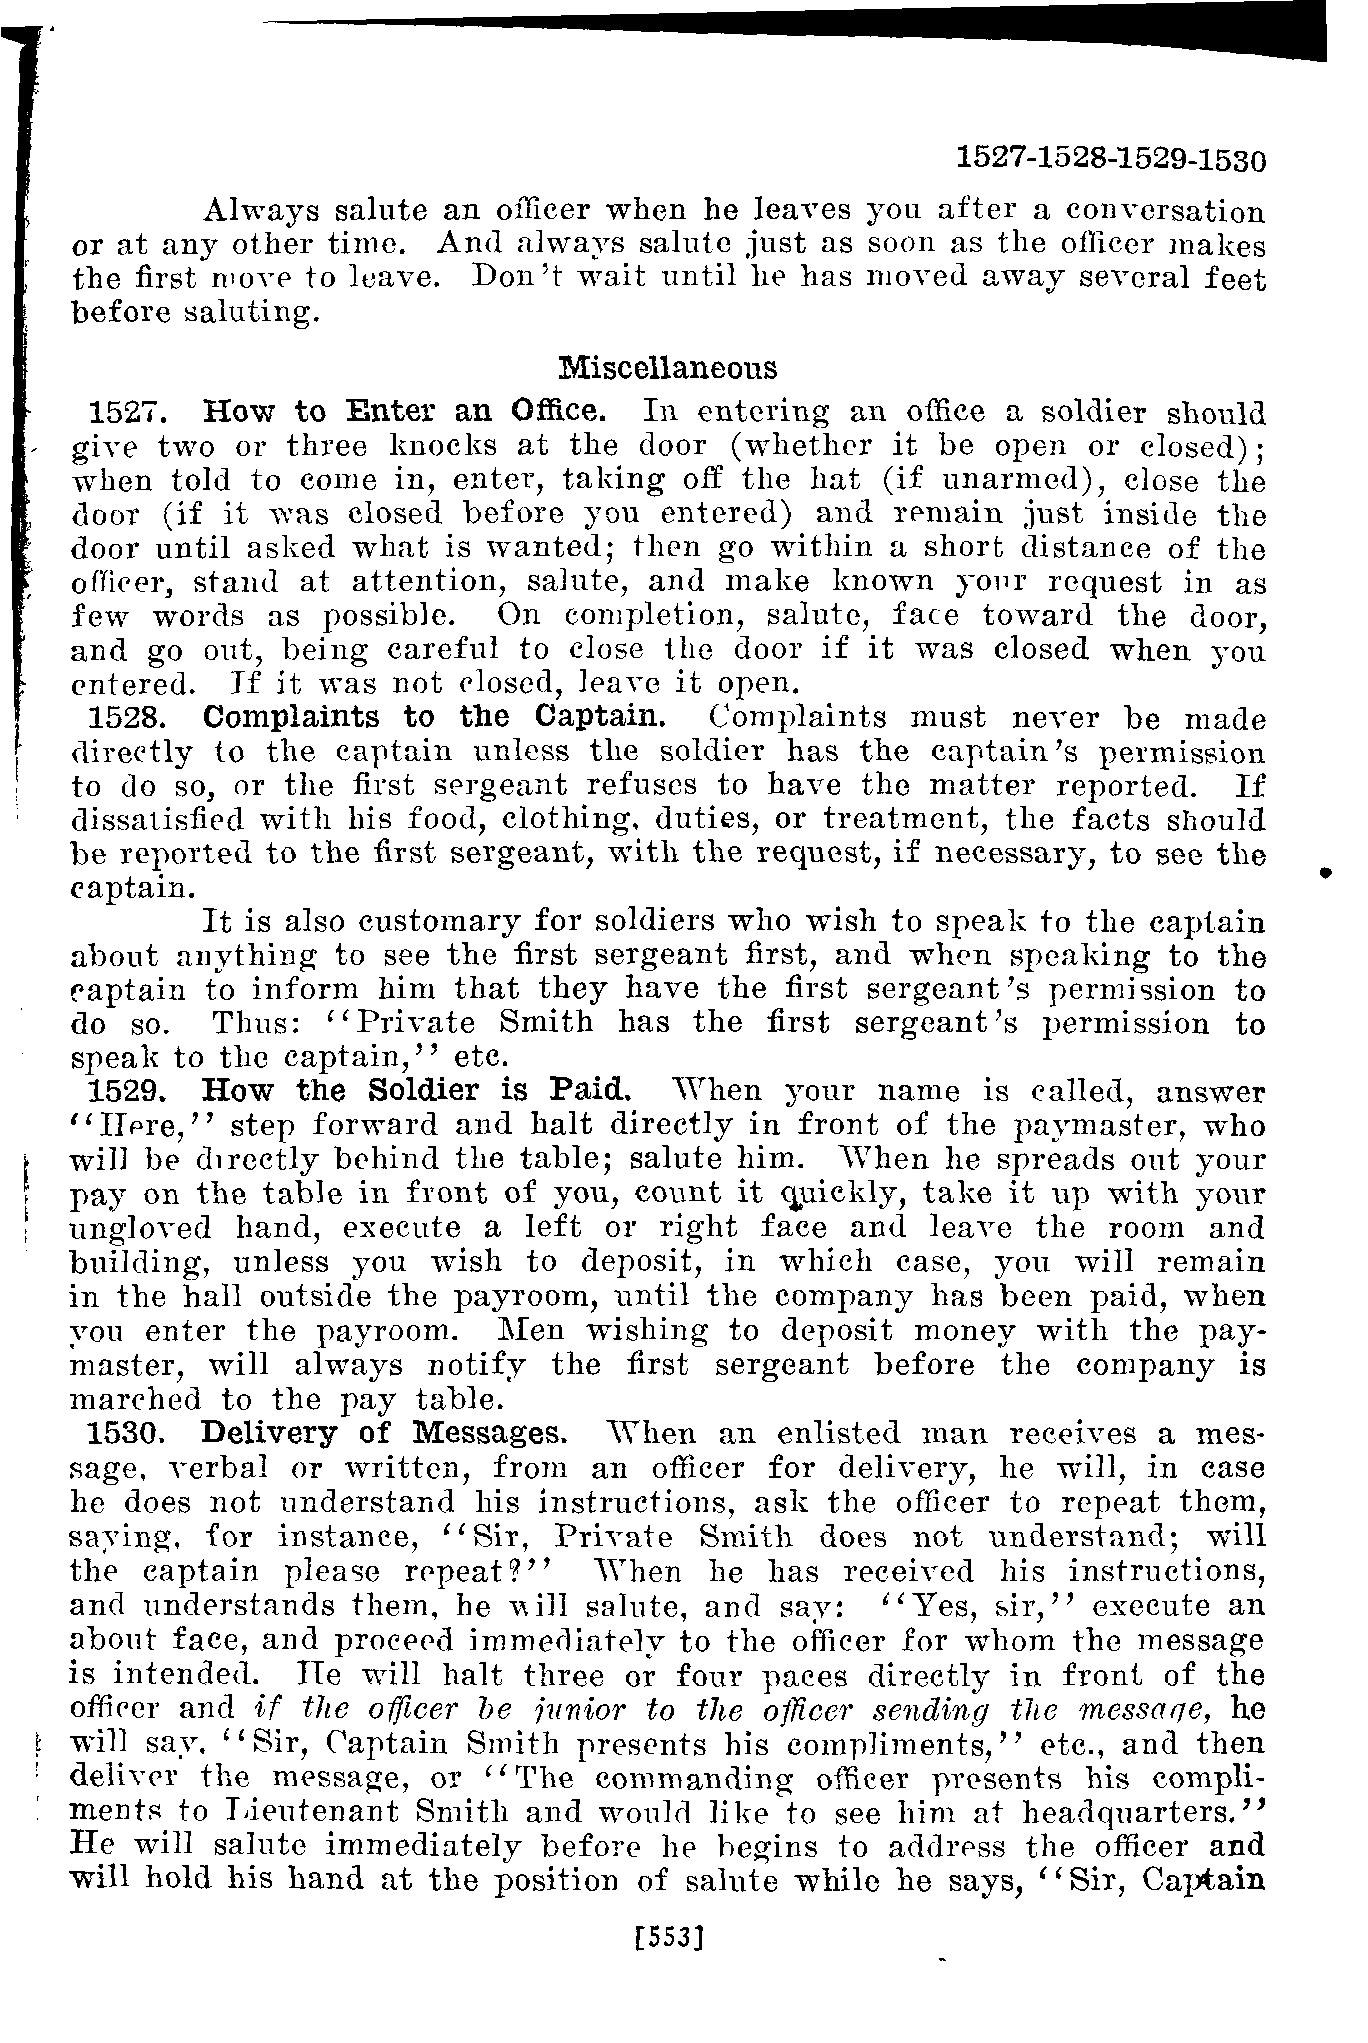 1527-1528-1529-1530
Always salute an officer when he leaves you after a conversation
or at any other time. And always salute just as soon as the officer makes
the first move to leave. Don't wait until he has moved away several feet
before saluting.
Miscellaneous
1527. How to Enter an Office. In entering an office a soldier should
give two or three knocks at the door (whether it be open or closed);
when told to come in, enter, taking off the hat (if unarmed), close the
door (if it was closed before you entered) and remain just inside the
door until asked what is wanted; then go within a short distance of the
officer, stand at attention, salute, and make known your request in as
few words as possible. On completion, salute, face toward the door,
and go out, being careful to close the door if it was closed when you
entered. If it was not closed, leave it open.
1528. Complaints to the Captain. Complaints must never be made
directly to the captain unless the soldier has the captain's permission
to do so, or the first sergeant refuses to have the matter reported. If
dissatisfied with his food, clothing, duties, or treatment, the facts should
be reported to the first sergeant, with the request, if necessary, to see the
captain.
It is also customary for soldiers who wish to speak to the captain
about anything to see the first sergeant first, and when speaking to the
captain to inform him that they have the first sergeant's permission to
do so. Thus: ‘‘Private Smith has the first sergeant's permission to
speak to the captain,’’ etc.
1529. How the Soldier is Paid. When your name is called, answer
‘‘Here,’’ step forward and halt directly in front of the paymaster, who
will be directly behind the table; salute him. When he spreads out your
pay on the table in front of you, count it quickly, take it up with your
ungloved hand, execute a left or right face and leave the room and
building, unless you wish to deposit, in which case, you will remain
in the hall outside the payroom, until the company has been paid, when
you enter the payroom. Men wishing to deposit money with the pay-
master, will always notify the first sergeant before the company is
marched to the pay table.
1530. Delivery of Messages. When an enlisted man receives a mes-
sage, verbal or written, from an officer for delivery, he will, in case
he does not understand his instructions, ask the officer to repeat them,
saying, for instance, ‘‘Sir, Private Smith does not understand; will
the captain please repeat?’’ When he has received his instructions,
and understands them, he will salute, and say: ‘‘Yes, sir,’’ execute an
about face, and proceed immediately to the officer for whom the message
is intended. He will halt three or four paces directly in front of the
officer and if the officer be junior to the officer sending the message, he
will say, ‘‘Sir, Captain Smith presents his compliments,’’ etc., and then
deliver the message, or ‘‘The commanding officer presents his compli-
ments to Lieutenant Smith and would like to see him at headquarters.’’
He will salute immediately before he begins to address the officer and
will hold his hand at the position of salute while he says, ‘‘Sir, Captain
[553]